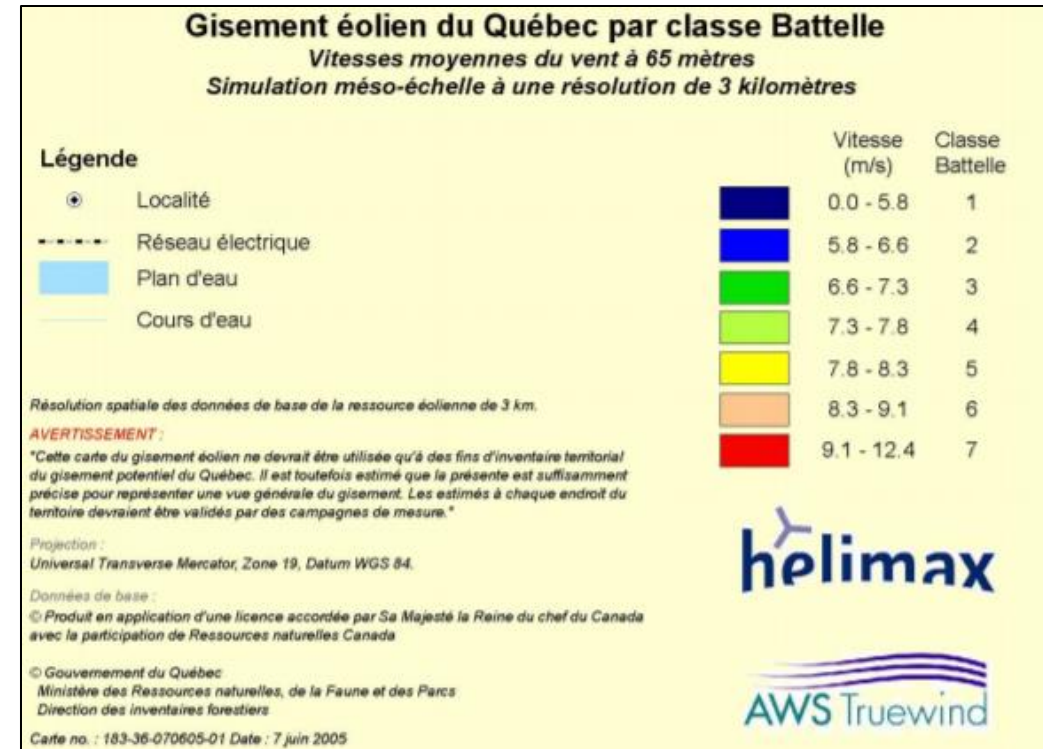 Gisement éolien du Québec par classe Battelle
Vitesses moyennes du vent à 65 mètres
Simulation méso-échelle à une résolution de 3 kilomètres
Légende
Localité
Réseau électrique
Plan d'eau
Cours d'eau
Vitesse Classe
(m/s) Battelle
0.0 - 5.8 1
5.8 - 6.6 2
6.6 - 7.3 3
7.3 - 7.8 4
7.8 - 8.3 5
8.3 - 9.1 6
9.1 - 12.4 7
Résolution spatiale des données de base de la ressource éolienne de 3 km.
AVERTISSEMENT :
"Cette carte du gisement éolien ne devrait être utilisée qu'à des fins d'inventaire territorial
du gisement potentiel du Québec. Il est toutefois estimé que la présente est suffisamment
précise pour représenter une vue générale du gisement. Les estimés à chaque endroit du
territoire devraient être validés par des campagnes de mesure."
Projection :
Universal Transverse Mercator, Zone 19, Datum WGS 84.
Données de base :
© Produit en application d'une licence accordée par Sa Majesté la Reine du chef du Canada
avec la participation de Ressources naturelles Canada
© Gouvernement du Québec
Ministère des Ressources naturelles, de la Faune et des Parcs
Direction des inventaires forestiers
Carte no. : 183-36-070605-01 Date : 7 juin 2005
hélimax
AWS Truewind